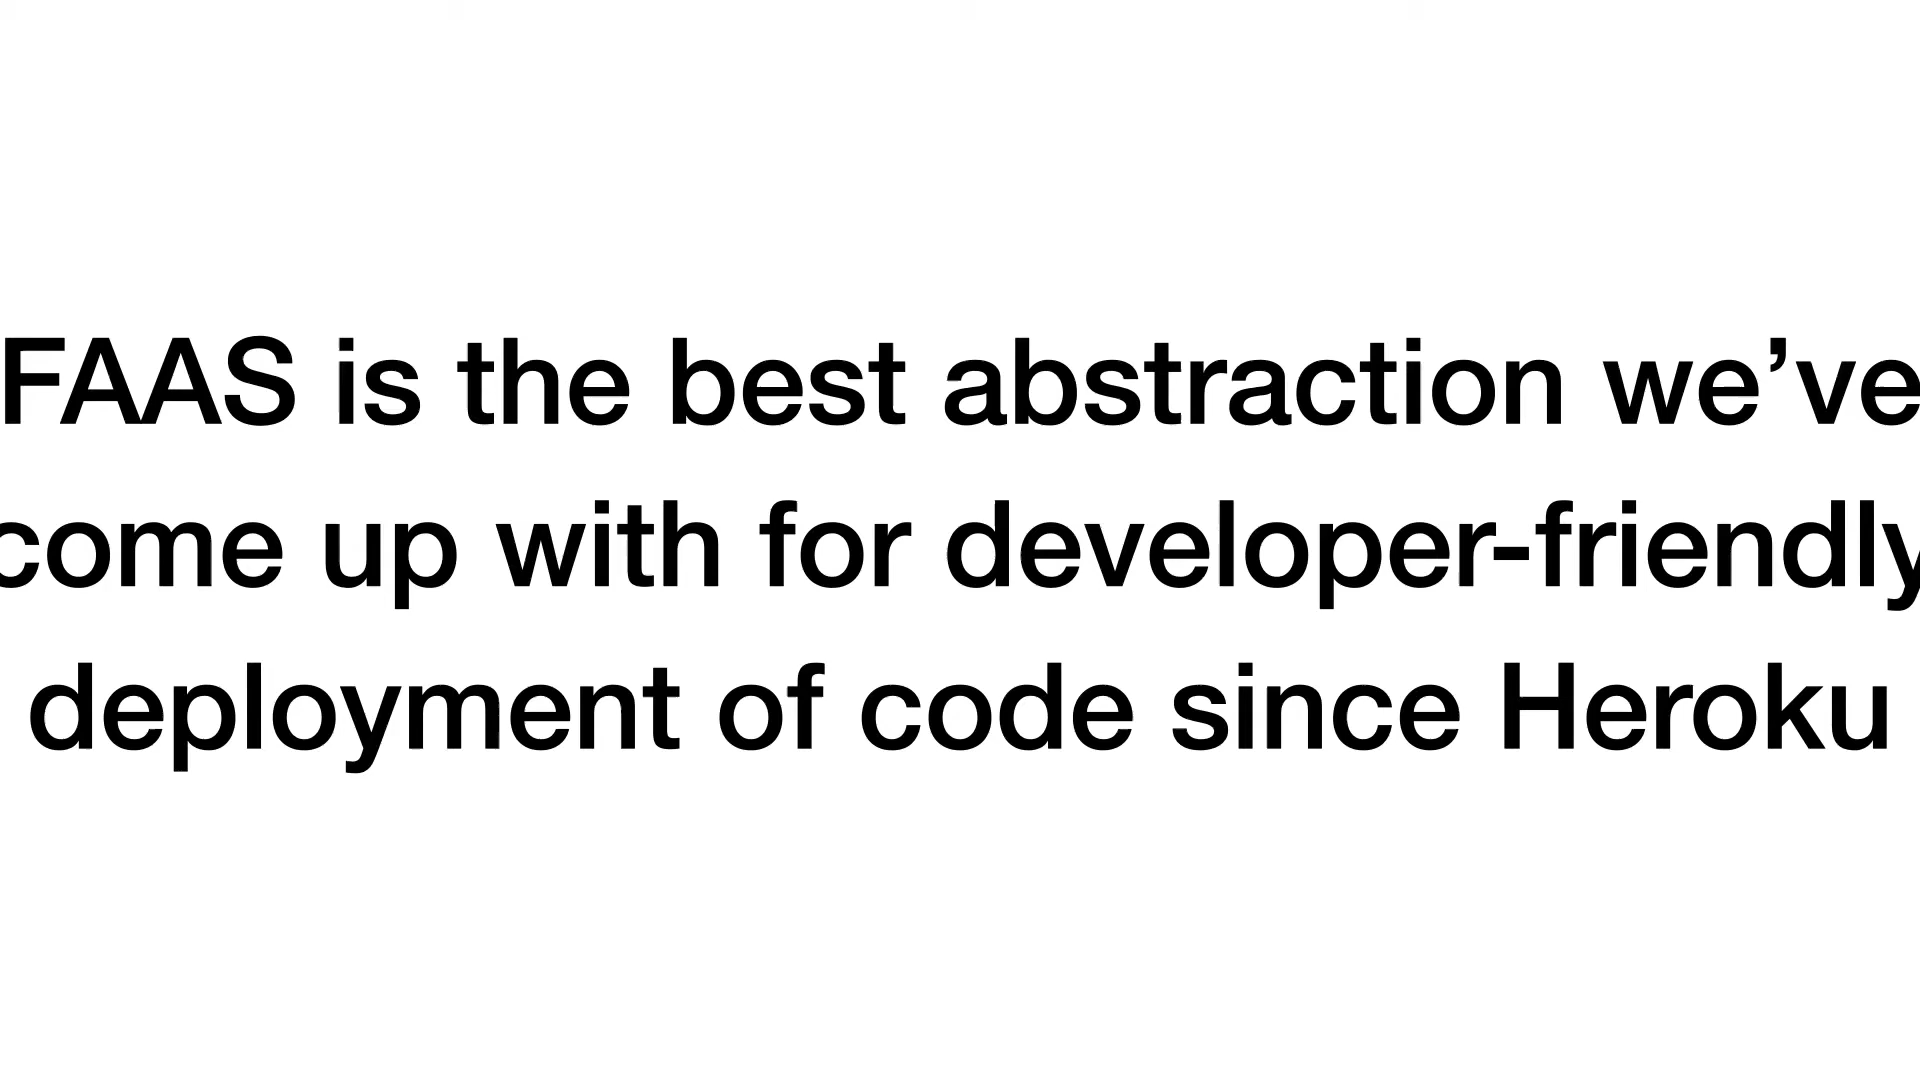 FAAS is the best abstraction we’ve
come up with for developer-friendly
deployment of code since Heroku